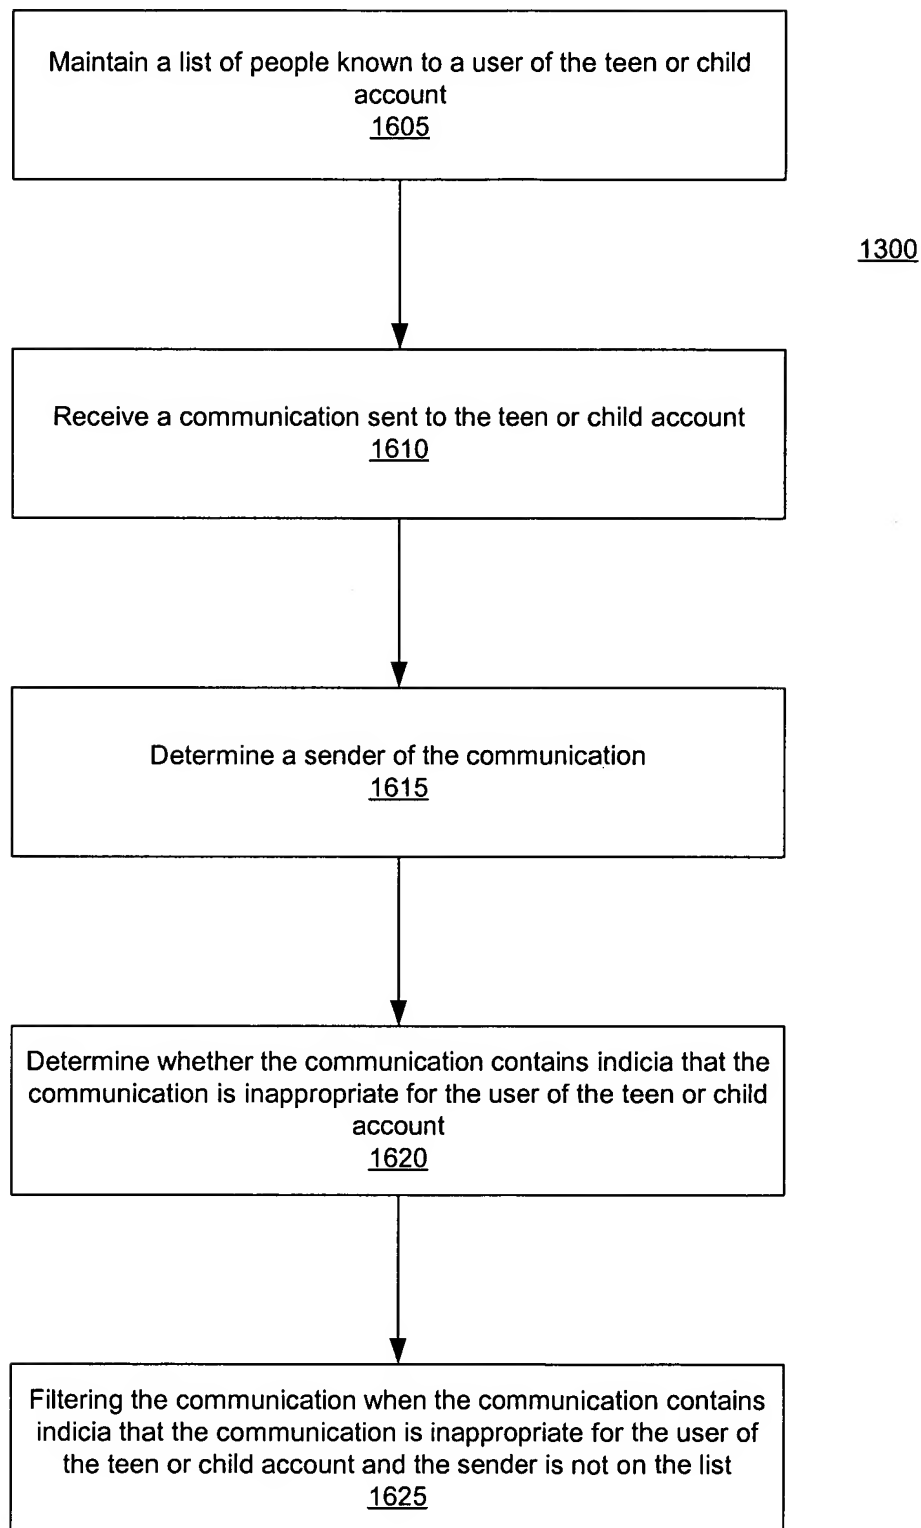 Maintain a list of people known to a user of the teen or child
account
1605
1300
Receive a communication sent to the teen or child account
1610
Determine a sender of the communication
1615
Determine whether the communication contains indicia that the
communication is inappropriate for the user of the teen or child
account
1620
Filtering the communication when the communication contains
indicia that the communication is inappropriate for the user of
the teen or child account and the sender is not on the list
1625